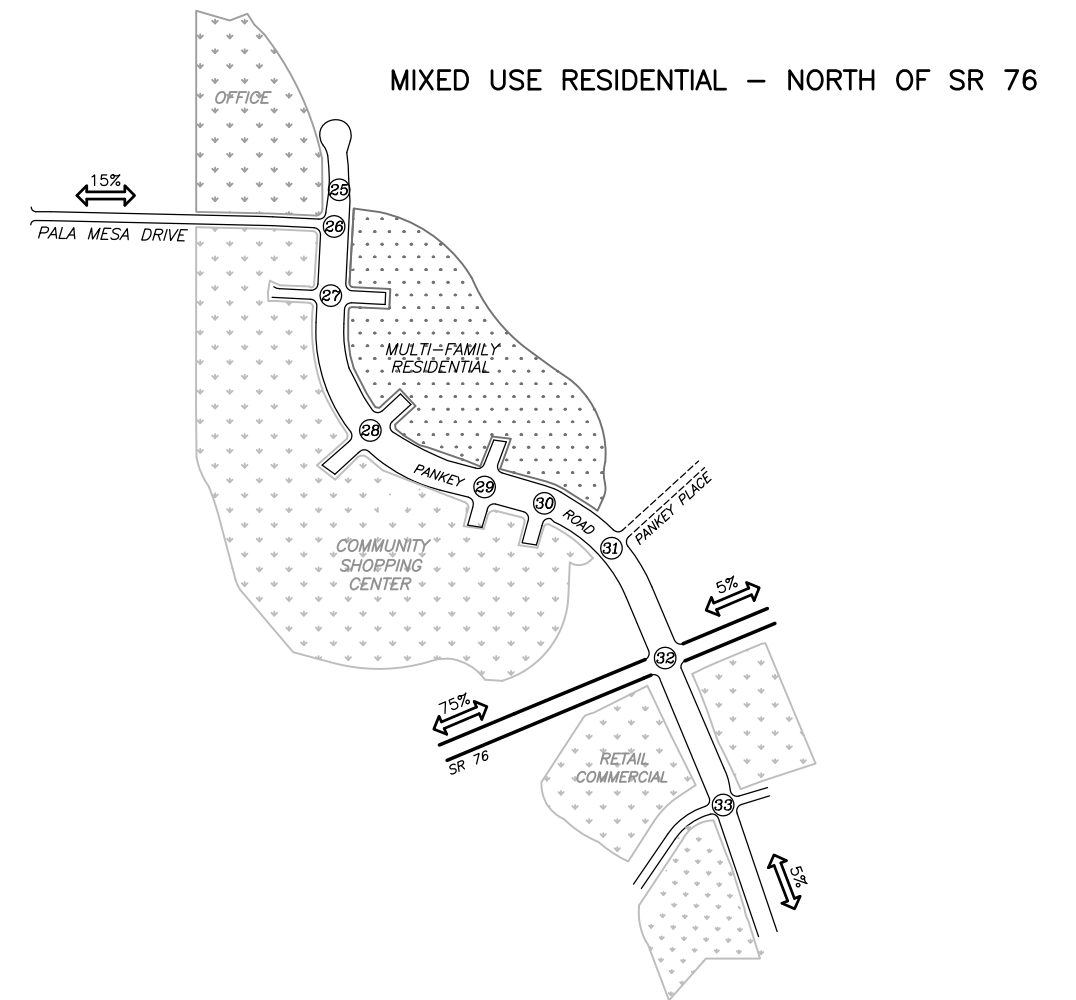 MIXED USE RESIDENTIAL – NORTH OF SR 76
OFFICE
15%
25
26
PALA MESA DRIVE
27
MULTI–FAMILY
RESIDENTIAL
28
PANKEY
29
30
ROAD
PANKEY PLACE
31
COMMUNITY
SHOPPING
CENTER
5%
32
75%
SR 76
RETAIL
COMMERCIAL
33
5%